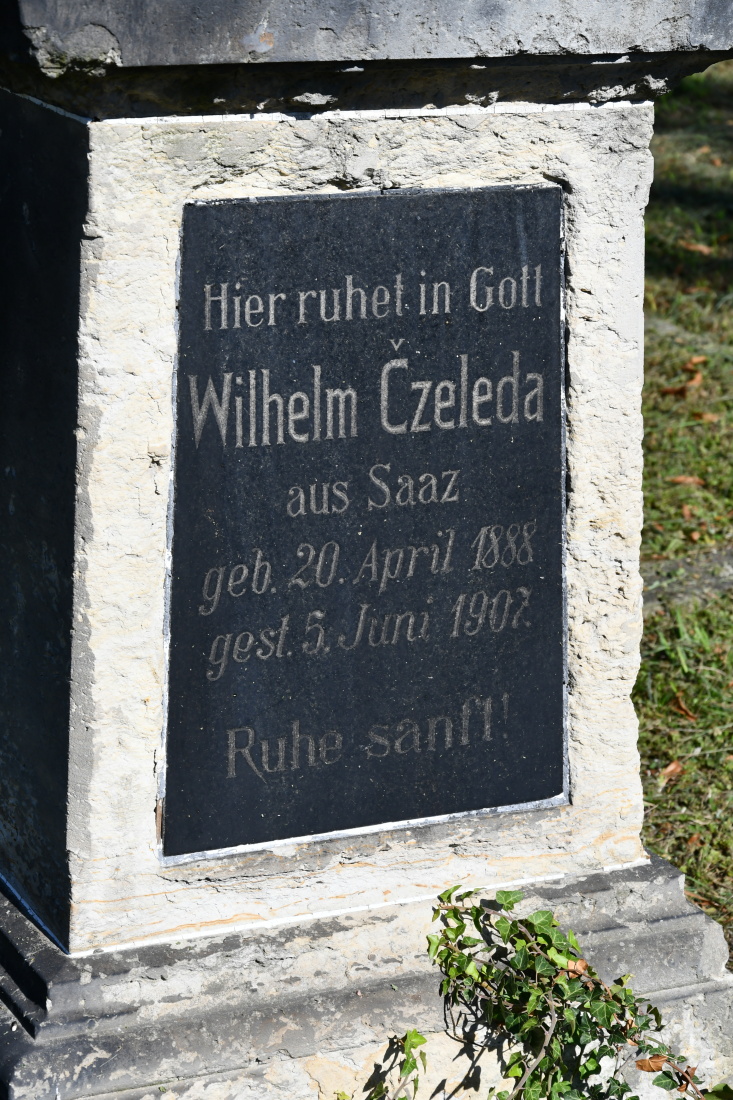 Hier ruhet in Gott
Wilhelm Čzeleda
aus Saaz
geb. 20. April 1888
gest. 5. Juni 1907.
Ruhe sanft!